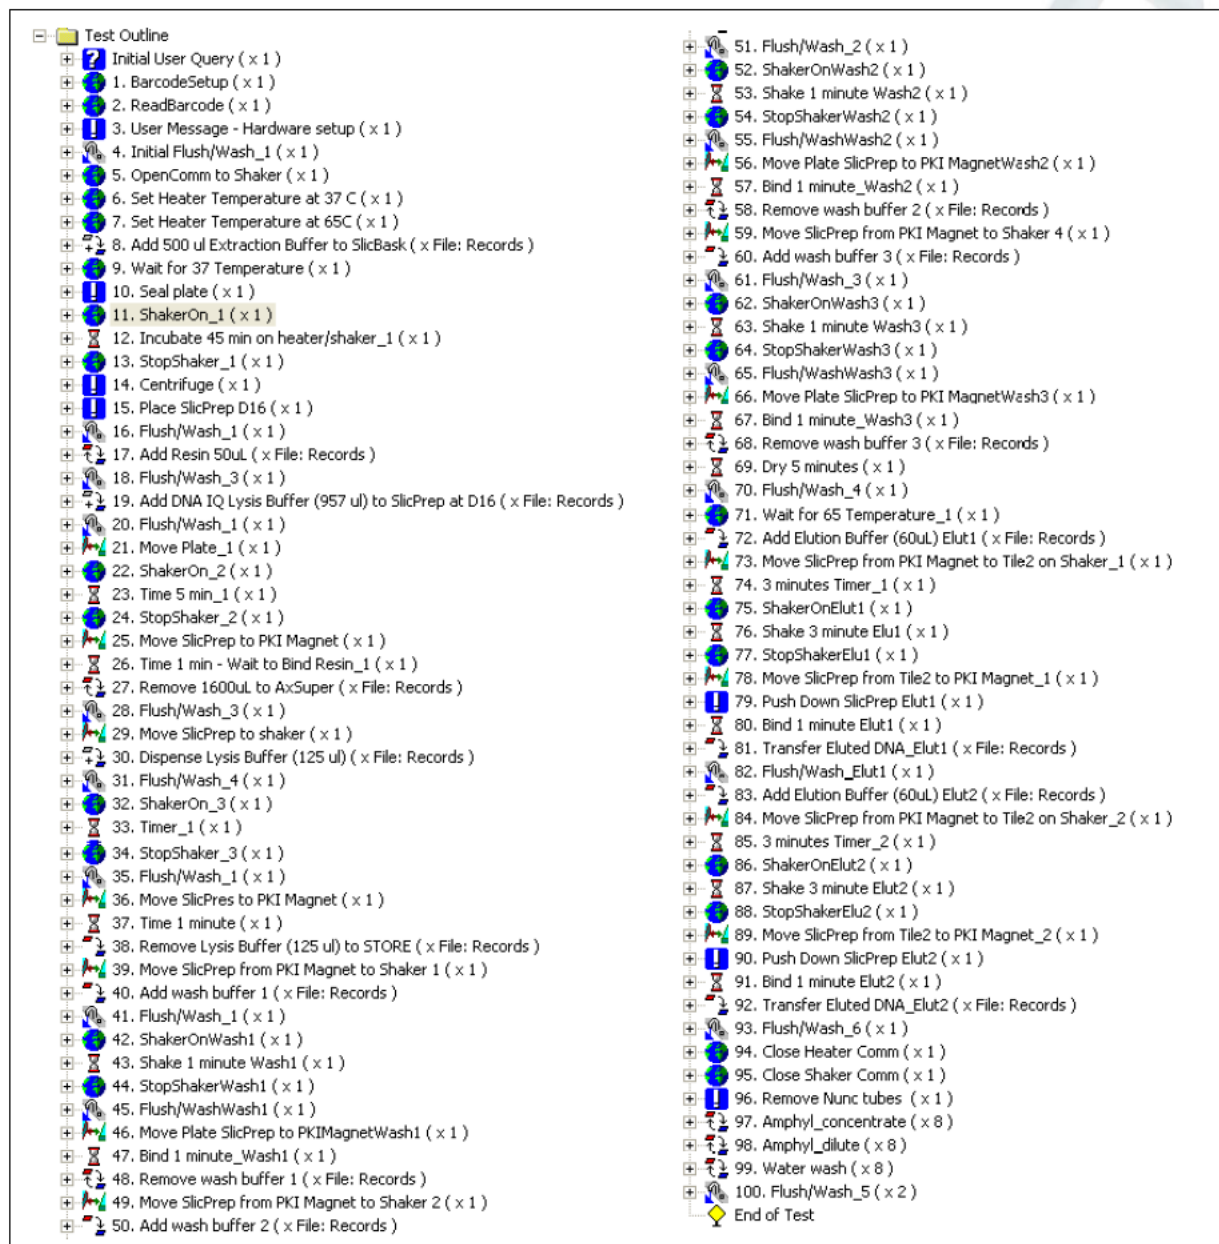 Test Outline
Initial User Query ( x 1 )
1. BarcodeSetup ( x 1 )
2. ReadBarcode ( x 1 )
3. User Message - Hardware setup ( x 1 )
4. Initial Flush/Wash_1 ( x 1 )
5. OpenComm to Shaker ( x 1 )
6. Set Heater Temperature at 37 C ( x 1 )
7. Set Heater Temperature at 65C ( x 1 )
8. Add 500 ul Extraction Buffer to SlicBask ( x File: Records )
9. Wait for 37 Temperature ( x 1 )
10. Seal plate ( x 1 )
11. ShakerOn_1 ( x 1 )
12. Incubate 45 min on heater/shaker_1 ( x 1 )
13. StopShaker_1 ( x 1 )
14. Centrifuge ( x 1 )
15. Place SlicPrep D16 ( x 1 )
16. Flush/Wash_1 ( x 1 )
17. Add Resin 50uL ( x File: Records )
18. Flush/Wash_3 ( x 1 )
19. Add DNA IQ Lysis Buffer (957 ul) to SlicPrep at D16 ( x File: Records )
20. Flush/Wash_1 ( x 1 )
21. Move Plate_1 ( x 1 )
22. ShakerOn_2 ( x 1 )
23. Time 5 min_1 ( x 1 )
24. StopShaker_2 ( x 1 )
25. Move SlicPrep to PKI Magnet ( x 1 )
26. Time 1 min - Wait to Bind Resin_1 ( x 1 )
27. Remove 1600uL to AxSuper ( x File: Records )
28. Flush/Wash_3 ( x 1 )
29. Move SlicPrep to shaker ( x 1 )
30. Dispense Lysis Buffer (125 ul) ( x File: Records )
31. Flush/Wash_4 ( x 1 )
32. ShakerOn_3 ( x 1 )
33. Timer_1 ( x 1 )
34. StopShaker_3 ( x 1 )
35. Flush/Wash_1 ( x 1 )
36. Move SlicPres to PKI Magnet ( x 1 )
37. Time 1 minute ( x 1 )
38. Remove Lysis Buffer (125 ul) to STORE ( x File: Records )
39. Move SlicPrep from PKI Magnet to Shaker 1 ( x 1 )
40. Add wash buffer 1 ( x File: Records )
41. Flush/Wash_1 ( x 1 )
42. ShakerOnWash1 ( x 1 )
43. Shake 1 minute Wash1 ( x 1 )
44. StopShakerWash1 ( x 1 )
45. Flush/WashWash1 ( x 1 )
46. Move Plate SlicPrep to PKIMagnetWash1 ( x 1 )
47. Bind 1 minute_Wash1 ( x 1 )
48. Remove wash buffer 1 ( x File: Records )
49. Move SlicPrep from PKI Magnet to Shaker 2 ( x 1 )
50. Add wash buffer 2 ( x File: Records )
51. Flush/Wash_2 ( x 1 )
52. ShakerOnWash2 ( x 1 )
53. Shake 1 minute Wash2 ( x 1 )
54. StopShakerWash2 ( x 1 )
55. Flush/WashWash2 ( x 1 )
56. Move Plate SlicPrep to PKI MagnetWash2 ( x 1 )
57. Bind 1 minute_Wash2 ( x 1 )
58. Remove wash buffer 2 ( x File: Records )
59. Move SlicPrep from PKI Magnet to Shaker 4 ( x 1 )
60. Add wash buffer 3 ( x File: Records )
61. Flush/Wash_3 ( x 1 )
62. ShakerOnWash3 ( x 1 )
63. Shake 1 minute Wash3 ( x 1 )
64. StopShakerWash3 ( x 1 )
65. Flush/WashWash3 ( x 1 )
66. Move Plate SlicPrep to PKI MagnetWash3 ( x 1 )
67. Bind 1 minute_Wash3 ( x 1 )
68. Remove wash buffer 3 ( x File: Records )
69. Dry 5 minutes ( x 1 )
70. Flush/Wash_4 ( x 1 )
71. Wait for 65 Temperature_1 ( x 1 )
72. Add Elution Buffer (60uL) Elut1 ( x File: Records )
73. Move SlicPrep from PKI Magnet to Tile2 on Shaker_1 ( x 1 )
74. 3 minutes Timer_1 ( x 1 )
75. ShakerOnElut1 ( x 1 )
76. Shake 3 minute Elu1 ( x 1 )
77. StopShakerElu1 ( x 1 )
78. Move SlicPrep from Tile2 to PKI Magnet_1 ( x 1 )
79. Push Down SlicPrep Elut1 ( x 1 )
80. Bind 1 minute Elut1 ( x 1 )
81. Transfer Eluted DNA_Elut1 ( x File: Records )
82. Flush/Wash_Elut1 ( x 1 )
83. Add Elution Buffer (60uL) Elut2 ( x File: Records )
84. Move SlicPrep from PKI Magnet to Tile2 on Shaker_2 ( x 1 )
85. 3 minutes Timer_2 ( x 1 )
86. ShakerOnElut2 ( x 1 )
87. Shake 3 minute Elut2 ( x 1 )
88. StopShakerElu2 ( x 1 )
89. Move SlicPrep from Tile2 to PKI Magnet_2 ( x 1 )
90. Push Down SlicPrep Elut2 ( x 1 )
91. Bind 1 minute Elut2 ( x 1 )
92. Transfer Eluted DNA_Elut2 ( x File: Records )
93. Flush/Wash_6 ( x 1 )
94. Close Heater Comm ( x 1 )
95. Close Shaker Comm ( x 1 )
96. Remove Nunc tubes ( x 1 )
97. Amphyl_concentrate ( x 8 )
98. Amphyl_dilute ( x 8 )
99. Water wash ( x 8 )
100. Flush/Wash_5 ( x 2 )
End of Test